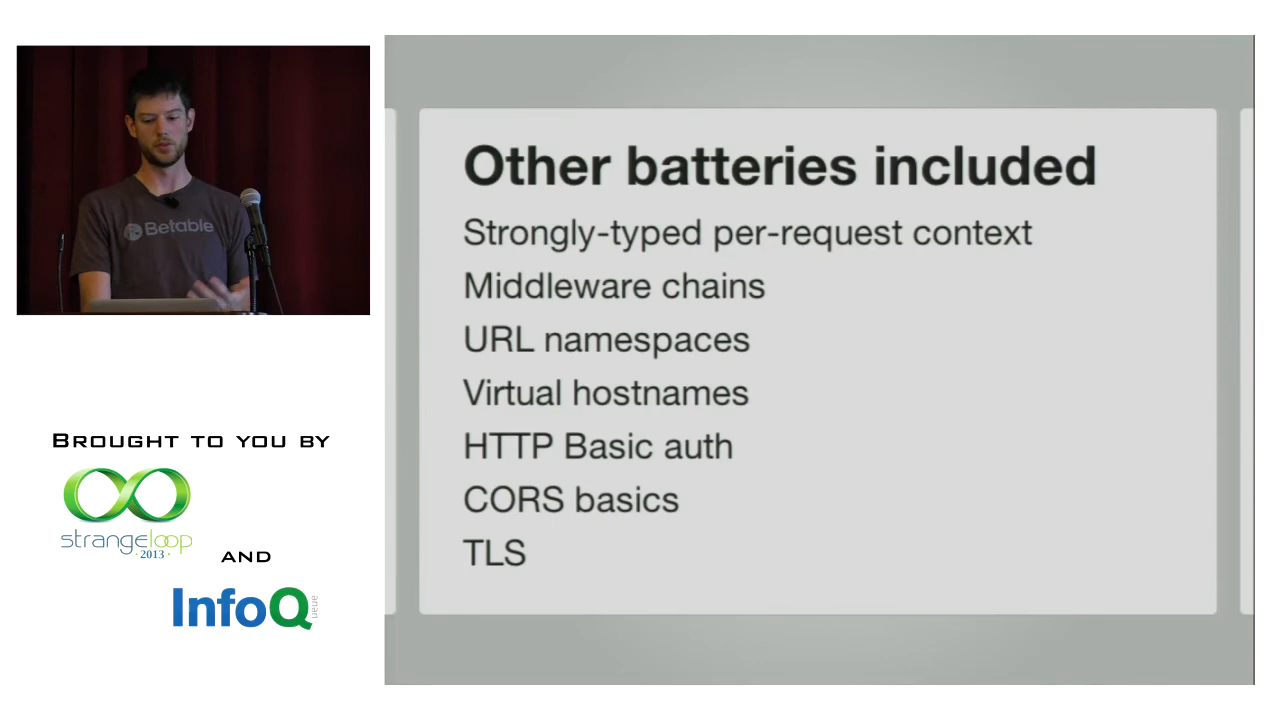 Betable
BROUGHT TO YOU BY
strangeloop
· 2013 ·
AND
InfoQ
Other batteries included
Strongly-typed per-request context
Middleware chains
URL namespaces
Virtual hostnames
HTTP Basic auth
CORS basics
TLS